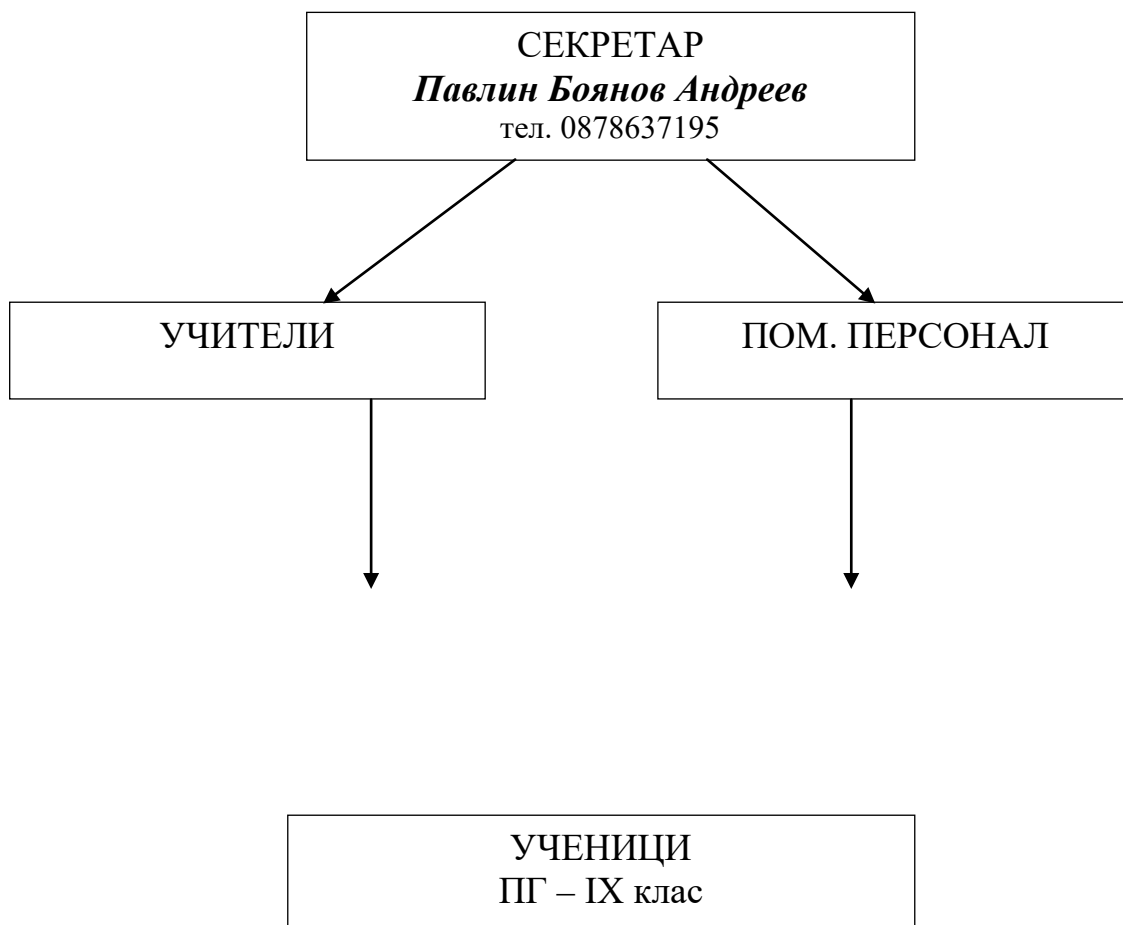 СЕКРЕТАР
Павлин Боянов Андреев
тел. 0878637195
УЧИТЕЛИ
ПОМ. ПЕРСОНАЛ
УЧЕНИЦИ
ПГ – IX клас